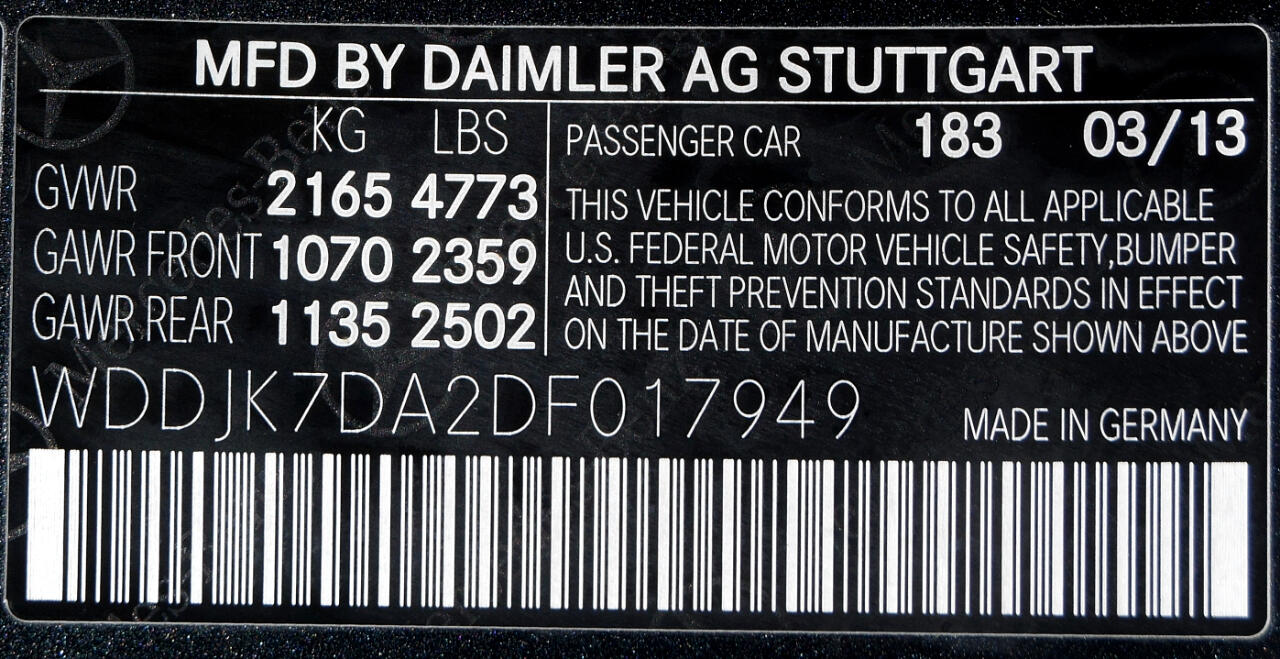 MFD BY DAIMLER AG STUTTGART
KG LBS
GVWR 2165 4773
GAWR FRONT 1070 2359
GAWR REAR 1135 2502
PASSENGER CAR 183 03/13
THIS VEHICLE CONFORMS TO ALL APPLICABLE
U.S. FEDERAL MOTOR VEHICLE SAFETY,BUMPER
AND THEFT PREVENTION STANDARDS IN EFFECT
ON THE DATE OF MANUFACTURE SHOWN ABOVE
WDDJK7DA2DF017949
MADE IN GERMANY